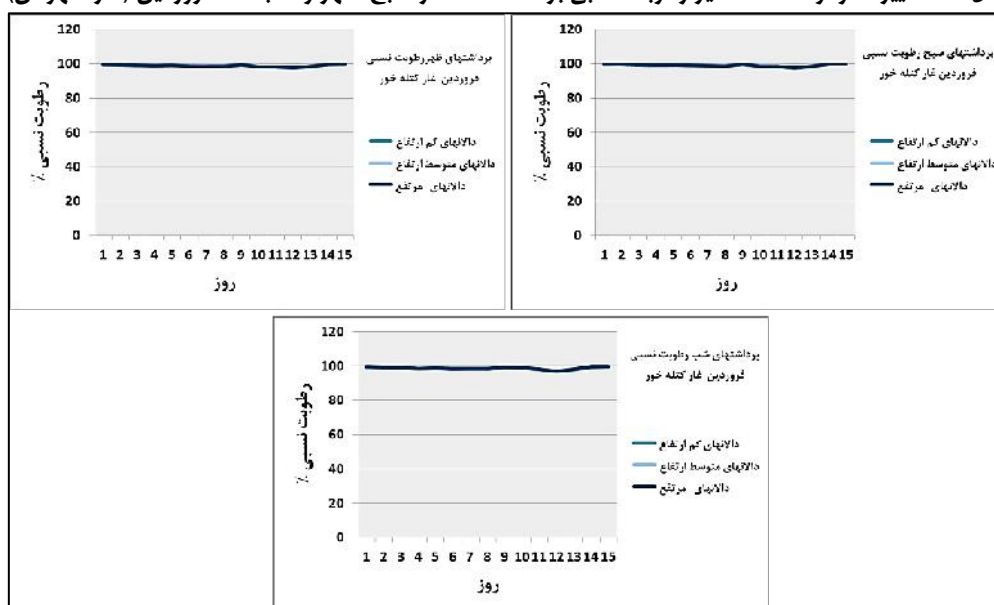 برداشتهای صبح رطوبت نسبی
فروردین غار کتله خور
رطوبت نسبی %
120
100
80
60
40
20
0
1 2 3 4 5 6 7 8 9 10 11 12 13 14 15
روز
دالانهای کم ارتفاع
دالانهای متوسط ارتفاع
دالانهای مرتفع
برداشتهای ظهر رطوبت نسبی
فروردین غار کتله خور
رطوبت نسبی %
120
100
80
60
40
20
0
1 2 3 4 5 6 7 8 9 10 11 12 13 14 15
روز
دالانهای کم ارتفاع
دالانهای متوسط ارتفاع
دالانهای مرتفع
برداشتهای شب رطوبت نسبی
فروردین غار کتله خور
رطوبت نسبی %
120
100
80
60
40
20
0
1 2 3 4 5 6 7 8 9 10 11 12 13 14 15
روز
دالانهای کم ارتفاع
دالانهای متوسط ارتفاع
دالانهای مرتفع